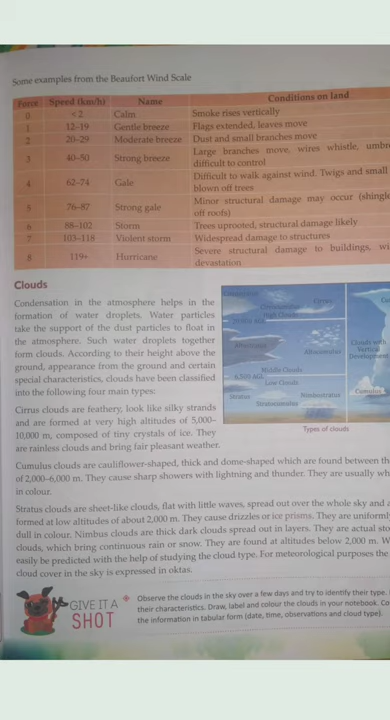 Some examples from the Beaufort Wind Scale
Force Speed (km/h) Name Conditions on land
0 < 2 Calm Smoke rises vertically
1 12–19 Gentle breeze Flags extended, leaves move
2 20–29 Moderate breeze Dust and small branches move
3 40–50 Strong breeze Large branches move, wires whistle, umbre
difficult to control
4 62–74 Gale Difficult to walk against wind. Twigs and small
blown off trees
5 76–87 Strong gale Minor structural damage may occur (shingle
off roofs)
6 88–102 Storm Trees uprooted, structural damage likely
7 103–118 Violent storm Widespread damage to structures
8 119+ Hurricane Severe structural damage to buildings, wi
devastation
Clouds
Condensation in the atmosphere helps in the
formation of water droplets. Water particles
take the support of the dust particles to float in
the atmosphere. Such water droplets together
form clouds. According to their height above the
ground, appearance from the ground and certain
special characteristics, clouds have been classified
into the following four main types:
Cirrus clouds are feathery, look like silky strands
and are formed at very high altitudes of 5,000–
10,000 m, composed of tiny crystals of ice. They
are rainless clouds and bring fair pleasant weather.
Cirrus
High Clouds
Altostratus
Altocumulus
Middle Clouds
6,500 AGL
Low Clouds
Stratus
Nimbostratus
Stratocumulus
Clouds with
Vertical
Development
Cumulus
Types of clouds
Cumulus clouds are cauliflower-shaped, thick and dome-shaped which are found between th
of 2,000–6,000 m. They cause sharp showers with lightning and thunder. They are usually wh
in colour.
Stratus clouds are sheet-like clouds, flat with little waves, spread out over the whole sky and a
formed at low altitudes of about 2,000 m. They cause drizzles or ice prisms. They are uniformly
dull in colour. Nimbus clouds are thick dark clouds spread out in layers. They are actual sto
clouds, which bring continuous rain or snow. They are found at altitudes below 2,000 m. W
easily be predicted with the help of studying the cloud type. For meteorological purposes the
cloud cover in the sky is expressed in oktas.
GIVE IT A
SHOT
Observe the clouds in the sky over a few days and try to identify their type.
their characteristics. Draw, label and colour the clouds in your notebook. Co
the information in tabular form (date, time, observations and cloud type).